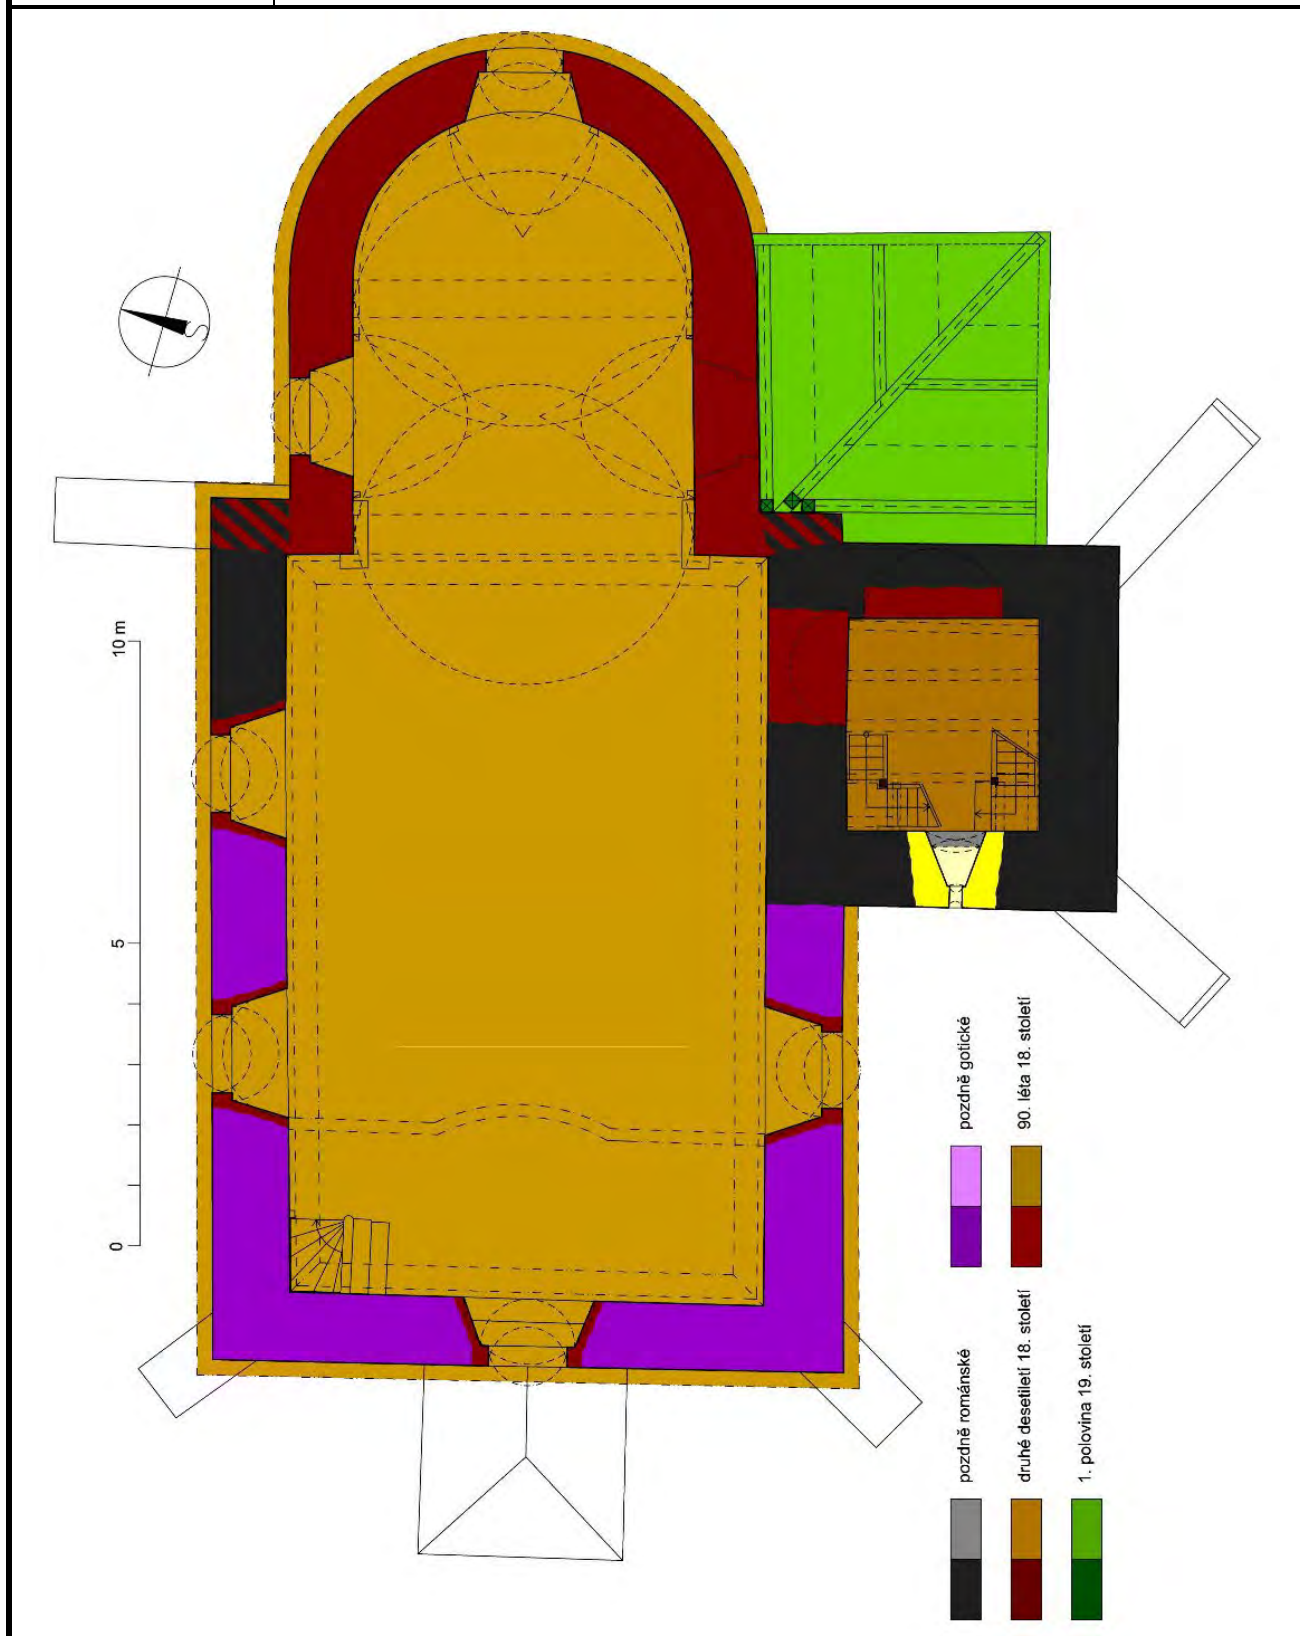 10 m
5
0
pozdně románské
pozdně gotické
druhé desetiletí 18. století
90. léta 18. století
1. polovina 19. století
S